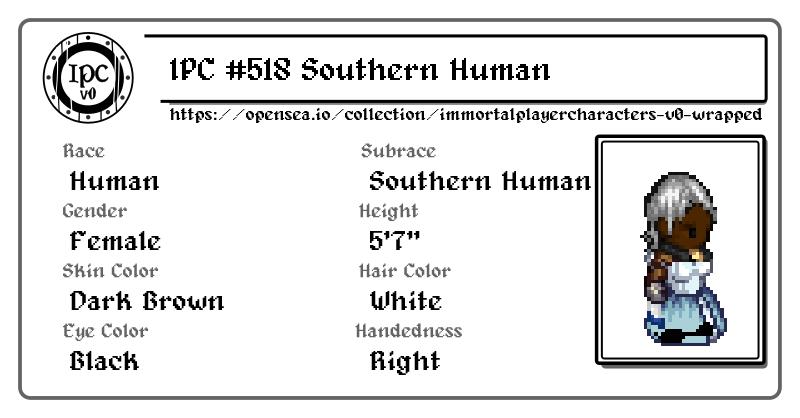 IPC
v0
IPC #518 Southern Human
https://opensea.io/collection/immortalplayercharacters-v0-wrapped
Race
Subrace
Human
Southern Human
Gender
Height
Female
5'7"
Skin Color
Hair Color
Dark Brown
White
Eye Color
Handedness
Black
Right